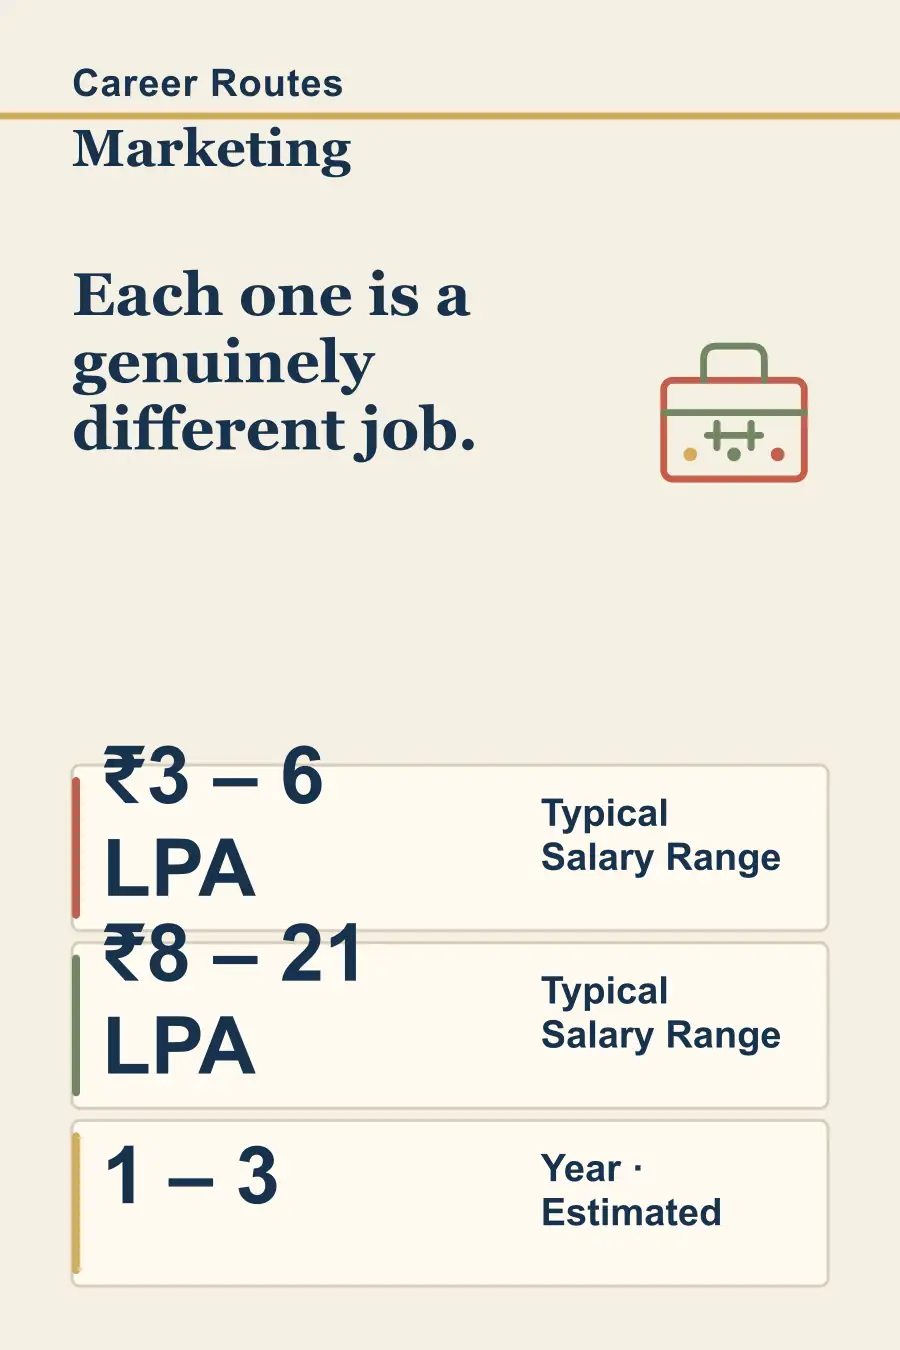 Career Routes
Marketing
Each one is a
genuinely
different job.
₹3 – 6
LPA
Typical
Salary Range
₹8 – 21
LPA
Typical
Salary Range
1 – 3
Year ·
Estimated